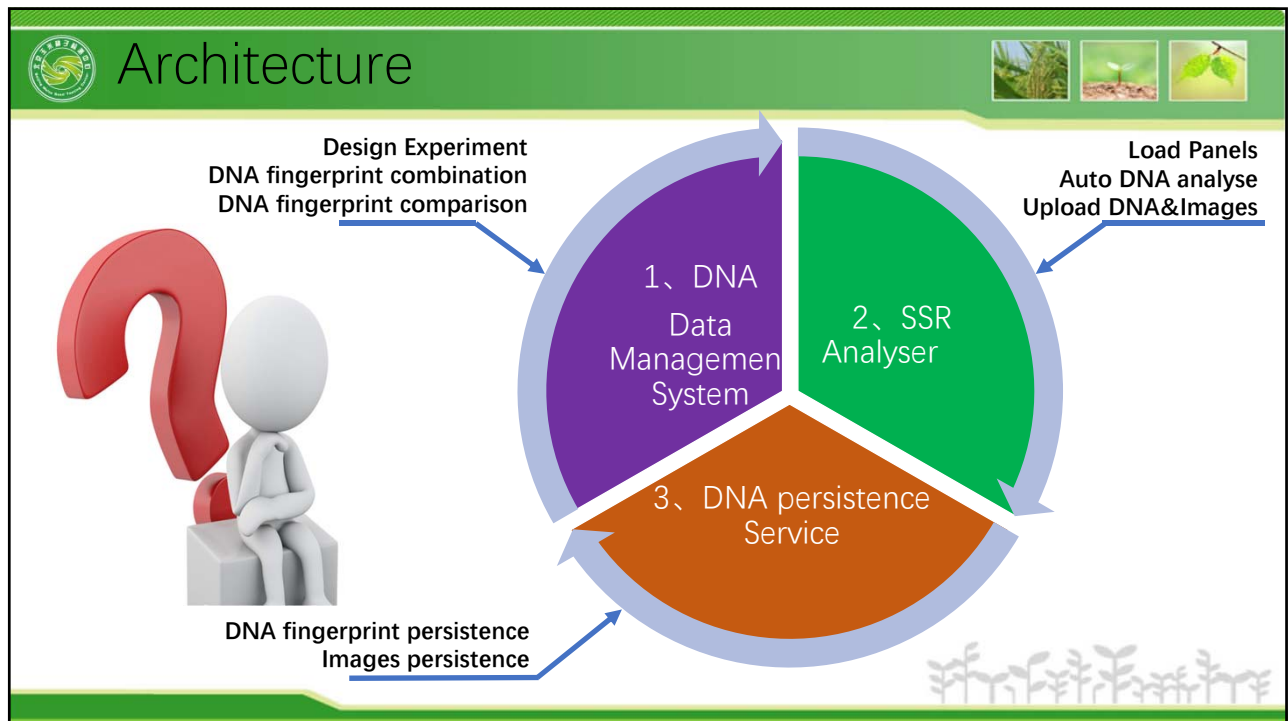 Architecture
Design Experiment
DNA fingerprint combination
DNA fingerprint comparison
Load Panels
Auto DNA analyse
Upload DNA&Images
1、DNA
Data
Managemen
System
2、SSR
Analyser
3、DNA persistence
Service
DNA fingerprint persistence
Images persistence